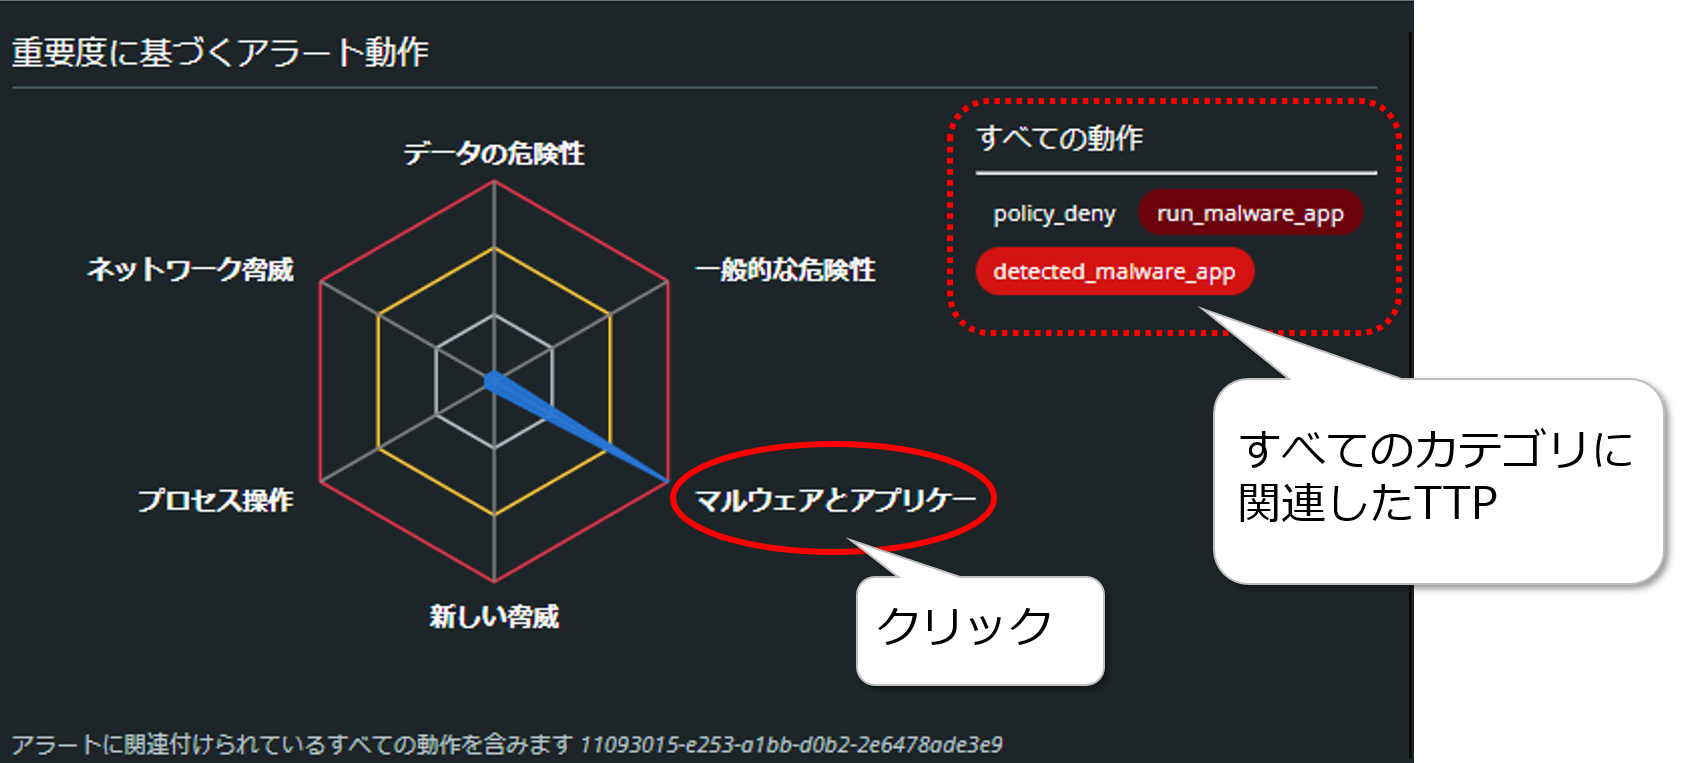 重要度に基づくアラート動作
データの危険性
ネットワーク脅威
一般的な危険性
プロセス操作
マルウェアとアプリケー
新しい脅威
すべての動作
policy_deny run_malware_app
detected_malware_app
すべてのカテゴリに
関連したTTP
クリック
アラートに関連付けられているすべての動作を含みます 11093015-e253-a1bb-d0b2-2e6478ade3e9